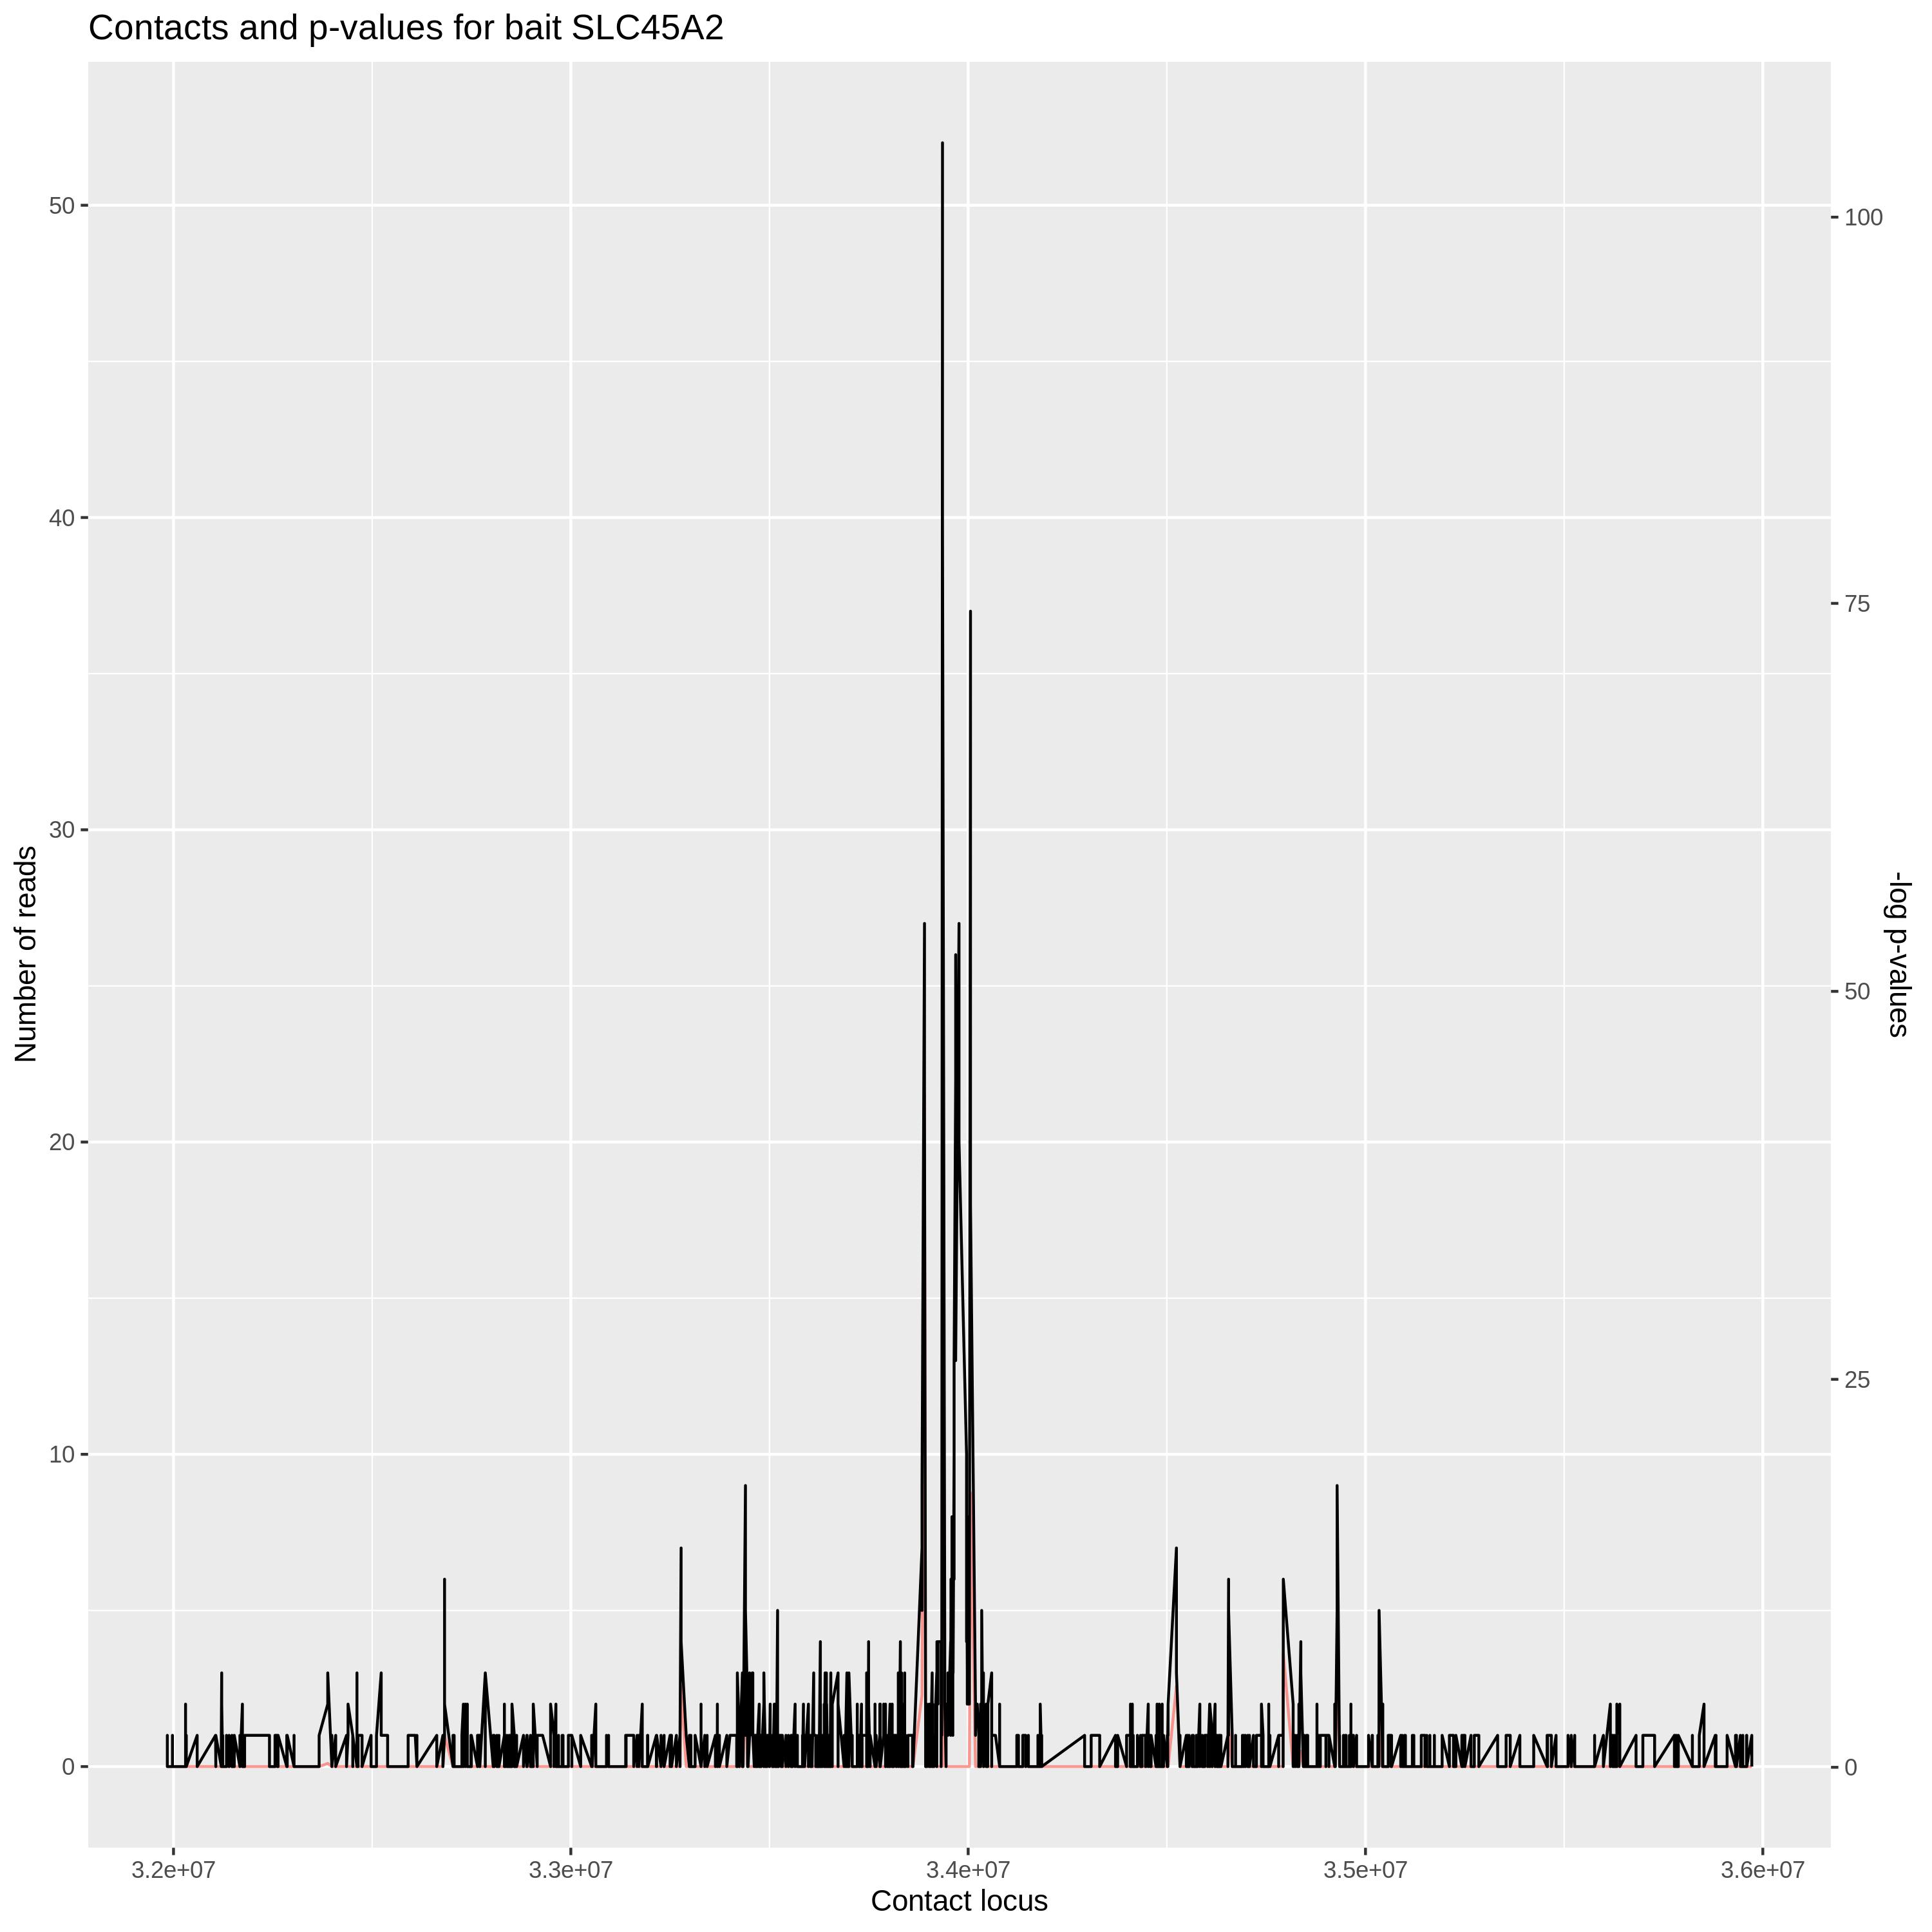 Contacts and p-values for bait SLC45A2
Number of reads
50
40
30
20
10
0
100
75
50
25
0
-log p-values
3.2e+07
3.3e+07
3.4e+07
3.5e+07
3.6e+07
Contact locus